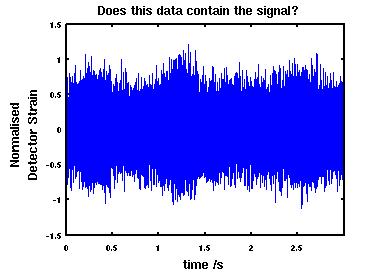 Does this data contain the signal?
1.5
1
0.5
0
-0.5
-1
-1.5
Normalised
Detector Strain
0 0.5 1 1.5 2 2.5
time /s